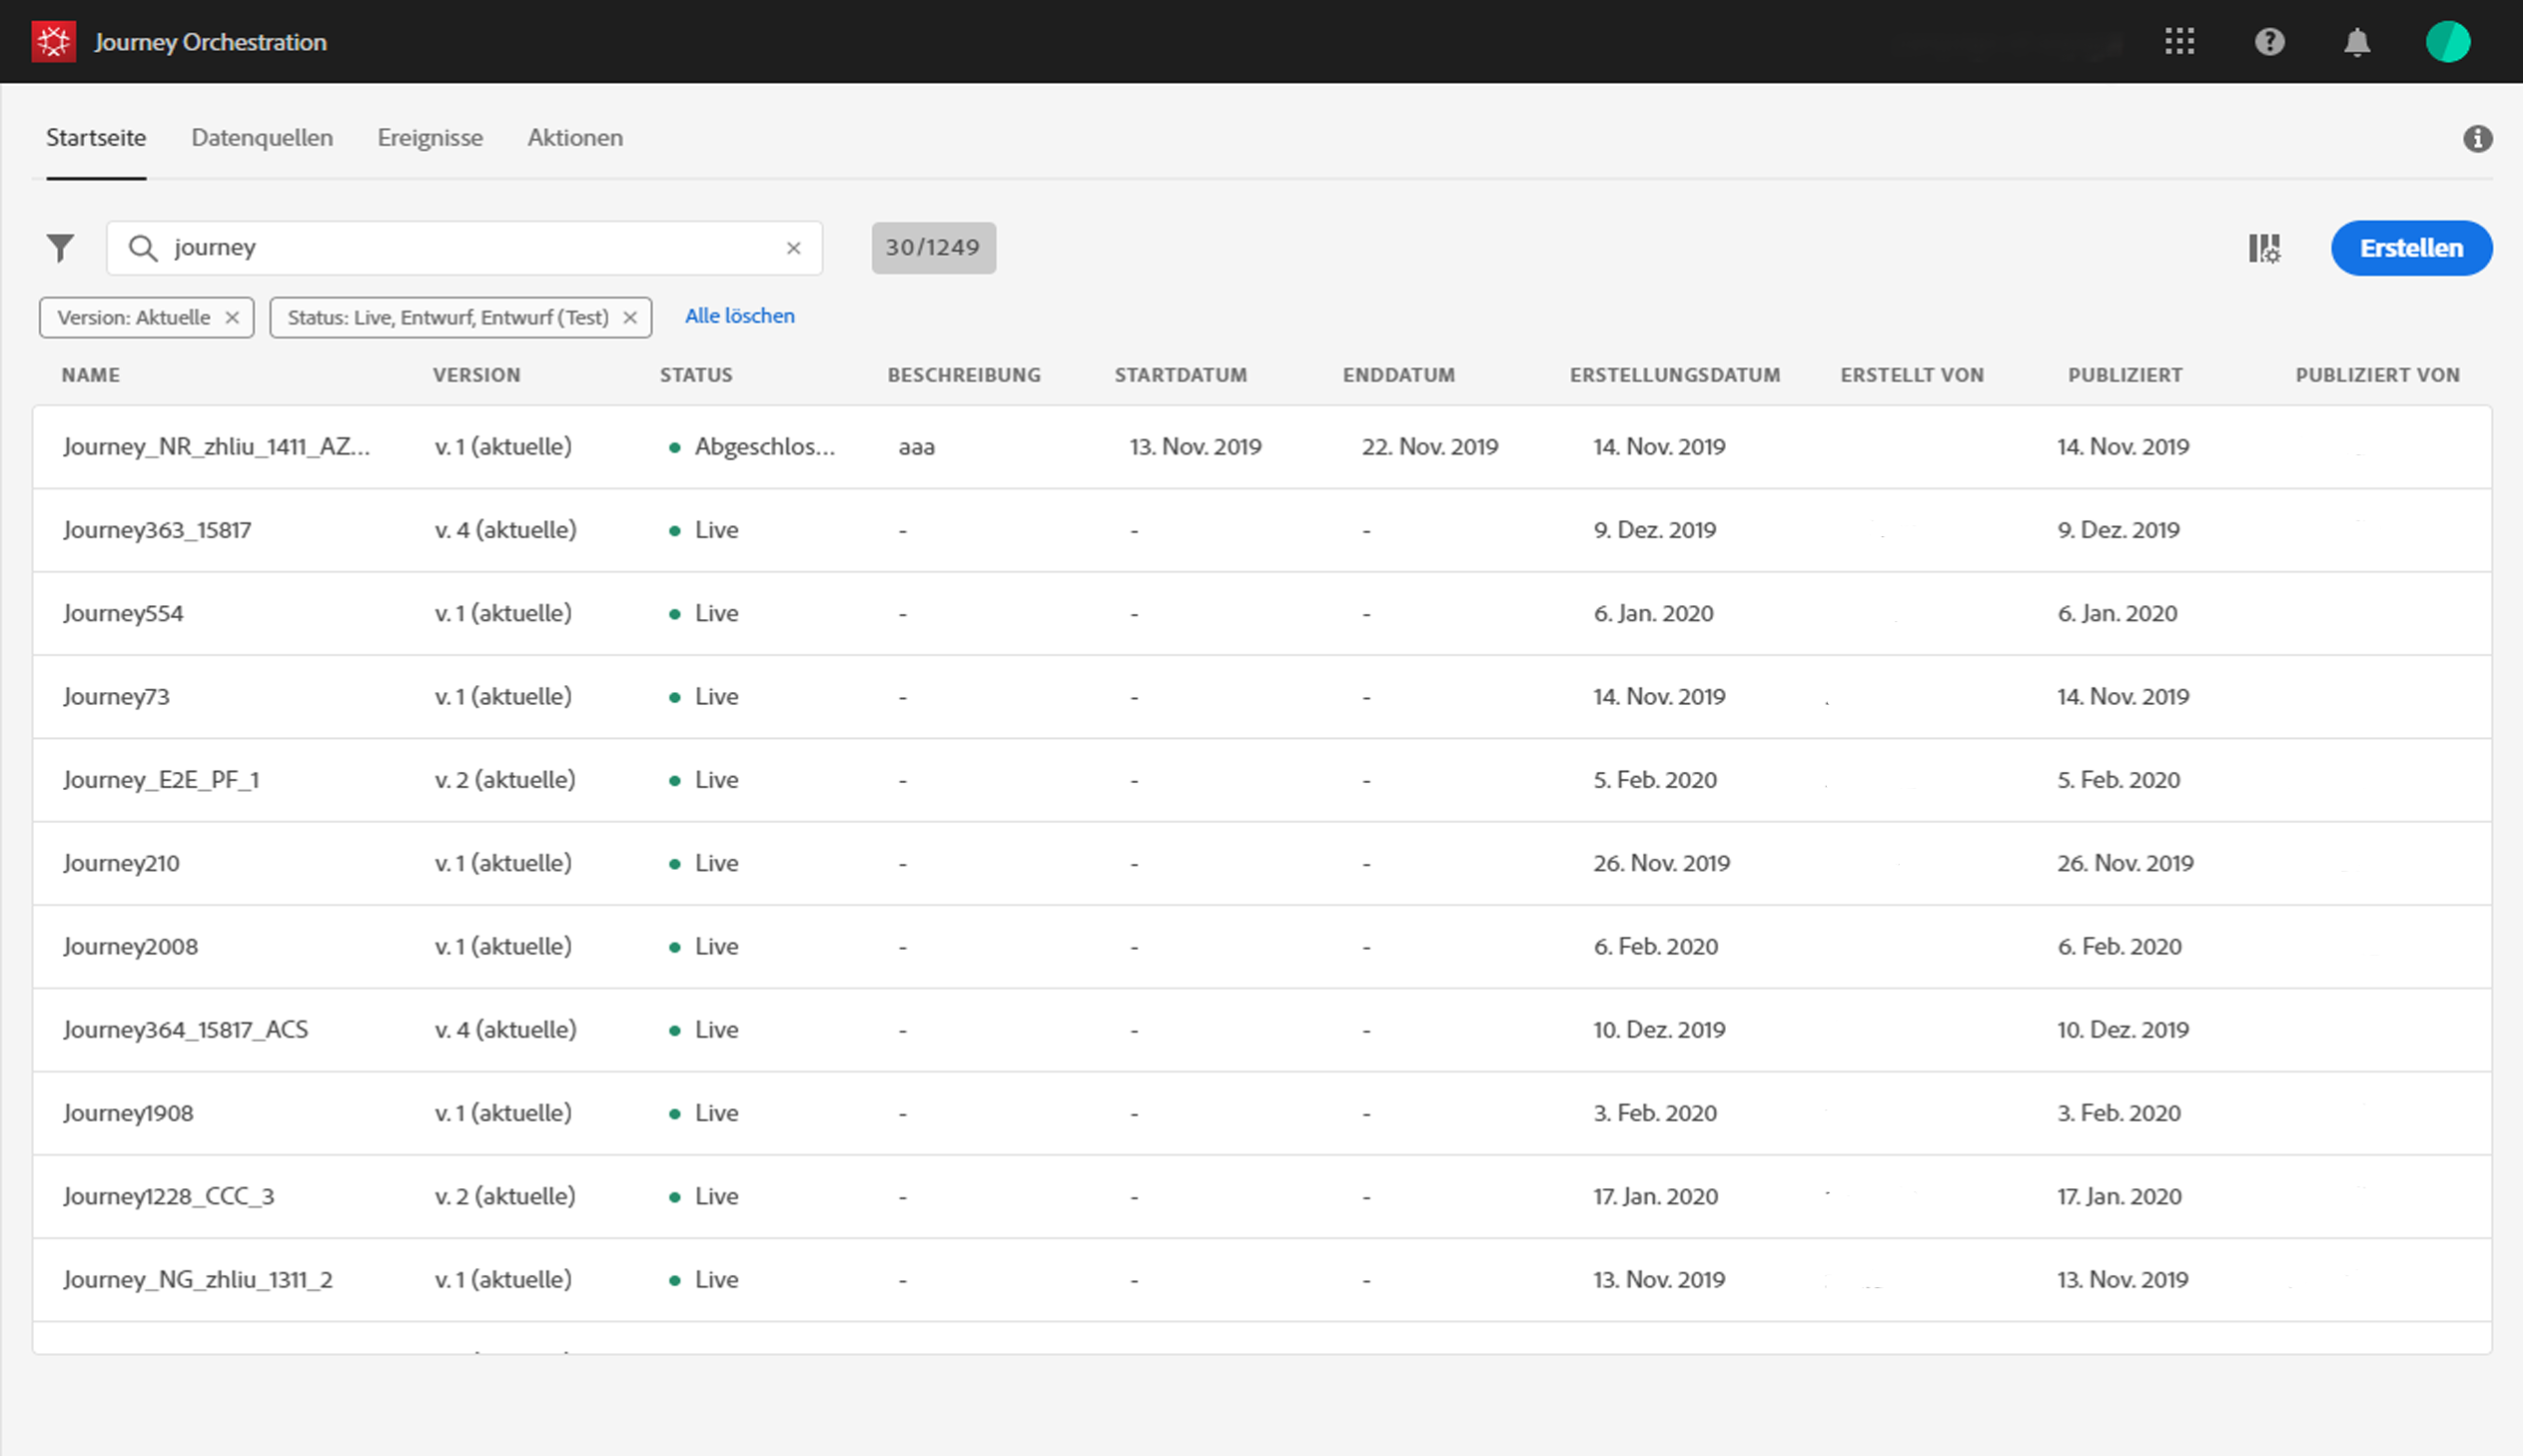 Journey Orchestration
Startseite Datenquellen Ereignisse Aktionen
journey 30/1249 Erstellen
Version: Aktuelle Status: Live, Entwurf, Entwurf (Test) Alle löschen
NAME VERSION STATUS BESCHREIBUNG STARTDATUM ENDDATUM ERSTELLUNGSDATUM ERSTELLT VON PUBLIZIERT PUBLIZIERT VON
Journey_NR_zhliu_1411_AZ... v. 1 (aktuelle) Abgeschlos... aaa 13. Nov. 2019 22. Nov. 2019 14. Nov. 2019 14. Nov. 2019
Journey363_15817 v. 4 (aktuelle) Live - - - 9. Dez. 2019 9. Dez. 2019
Journey554 v. 1 (aktuelle) Live - - - 6. Jan. 2020 6. Jan. 2020
Journey73 v. 1 (aktuelle) Live - - - 14. Nov. 2019 14. Nov. 2019
Journey_E2E_PF_1 v. 2 (aktuelle) Live - - - 5. Feb. 2020 5. Feb. 2020
Journey210 v. 1 (aktuelle) Live - - - 26. Nov. 2019 26. Nov. 2019
Journey2008 v. 1 (aktuelle) Live - - - 6. Feb. 2020 6. Feb. 2020
Journey364_15817_ACS v. 4 (aktuelle) Live - - - 10. Dez. 2019 10. Dez. 2019
Journey1908 v. 1 (aktuelle) Live - - - 3. Feb. 2020 3. Feb. 2020
Journey1228_CCC_3 v. 2 (aktuelle) Live - - - 17. Jan. 2020 17. Jan. 2020
Journey_NG_zhliu_1311_2 v. 1 (aktuelle) Live - - - 13. Nov. 2019 13. Nov. 2019